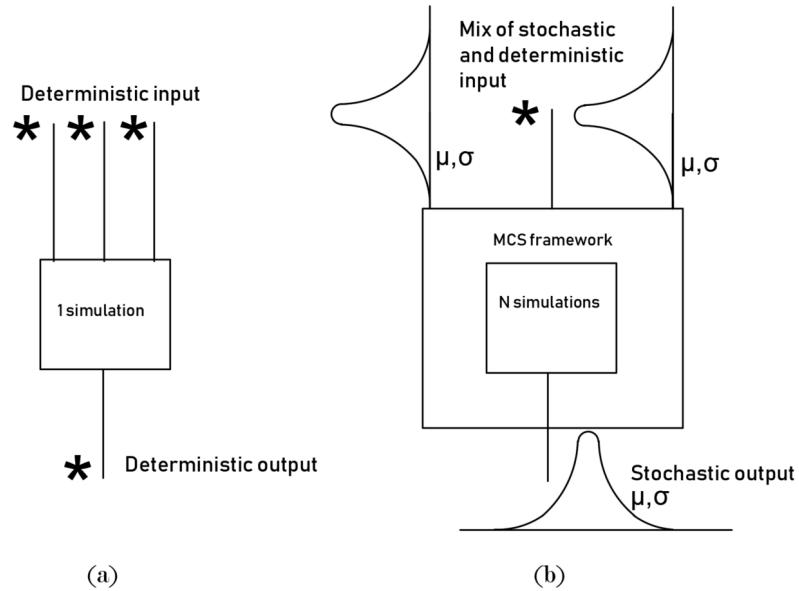 Deterministic input
* * *
1 simulation
* Deterministic output
(a)
Mix of stochastic
and deterministic
input
*
μ,σ
μ,σ
MCS framework
N simulations
Stochastic output
μ,σ
(b)